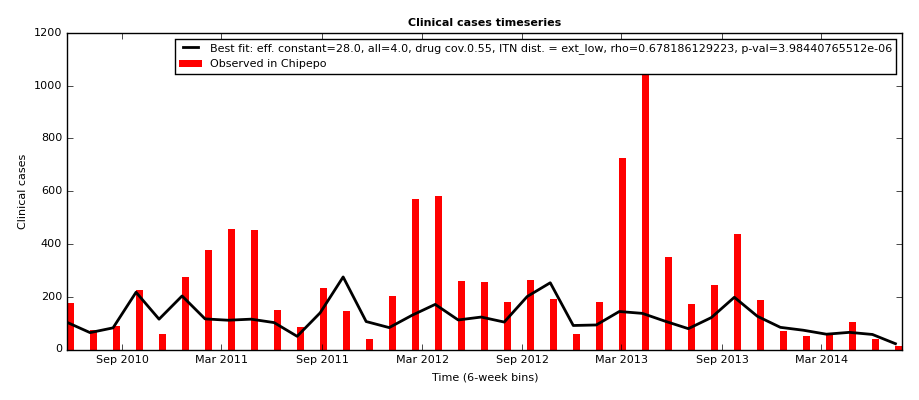 Clinical cases timeseries
1200
1000
800
600
400
200
0
Clinical cases
Best fit: eff. constant=28.0, all=4.0, drug cov.0.55, ITN dist. = ext_low, rho=0.678186129223, p-val=3.98440765512e-06
Observed in Chipepo
Sep 2010 Mar 2011 Sep 2011 Mar 2012 Sep 2012 Mar 2013 Sep 2013 Mar 2014
Time (6-week bins)